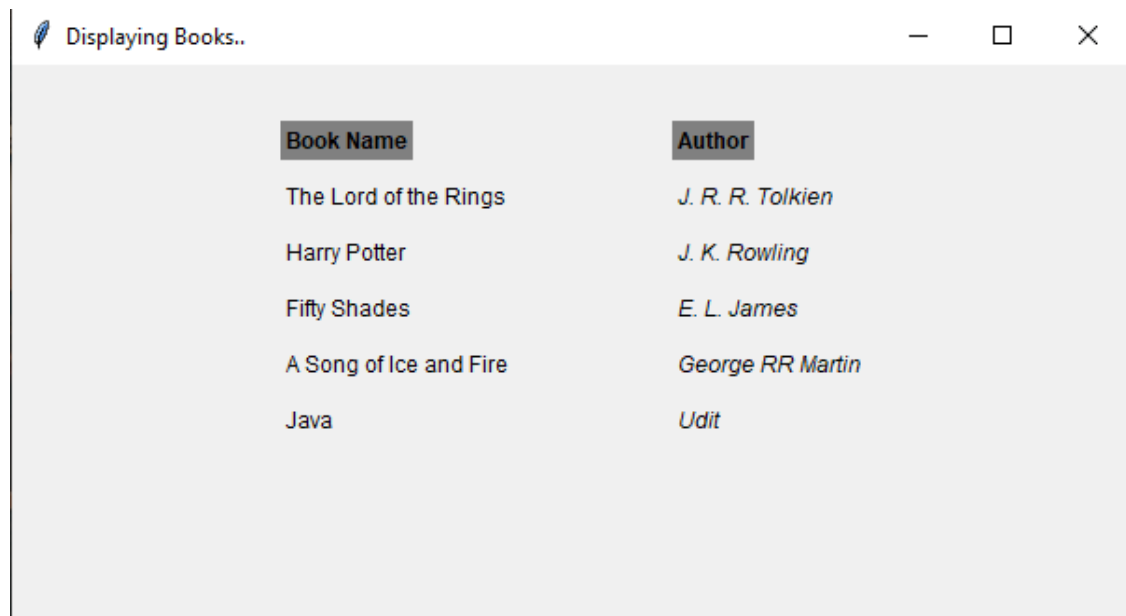 Displaying Books..
Book Name Author
The Lord of the Rings J. R. R. Tolkien
Harry Potter J. K. Rowling
Fifty Shades E. L. James
A Song of Ice and Fire George RR Martin
Java Udit